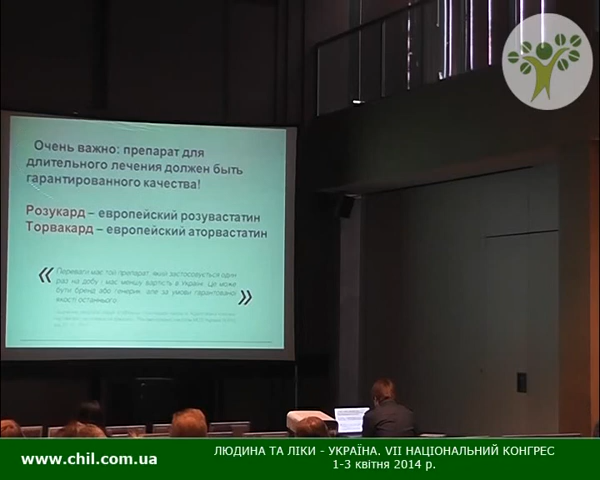 Очень важно: препарат для
длительного лечения должен быть
гарантированного качества!
Розукард – европейский розувастатин
Торвакард – европейский аторвастатин
« Переваги має той препарат, який застосовується один
раз на добу і має меншу вартість в Україні. Це може
бути бренд або генерик, але за умови гарантованої
якості останнього »
www.chil.com.ua
ЛЮДИНА ТА ЛІКИ - УКРАЇНА. VII НАЦІОНАЛЬНИЙ КОНГРЕС
1-3 квітня 2014 р.